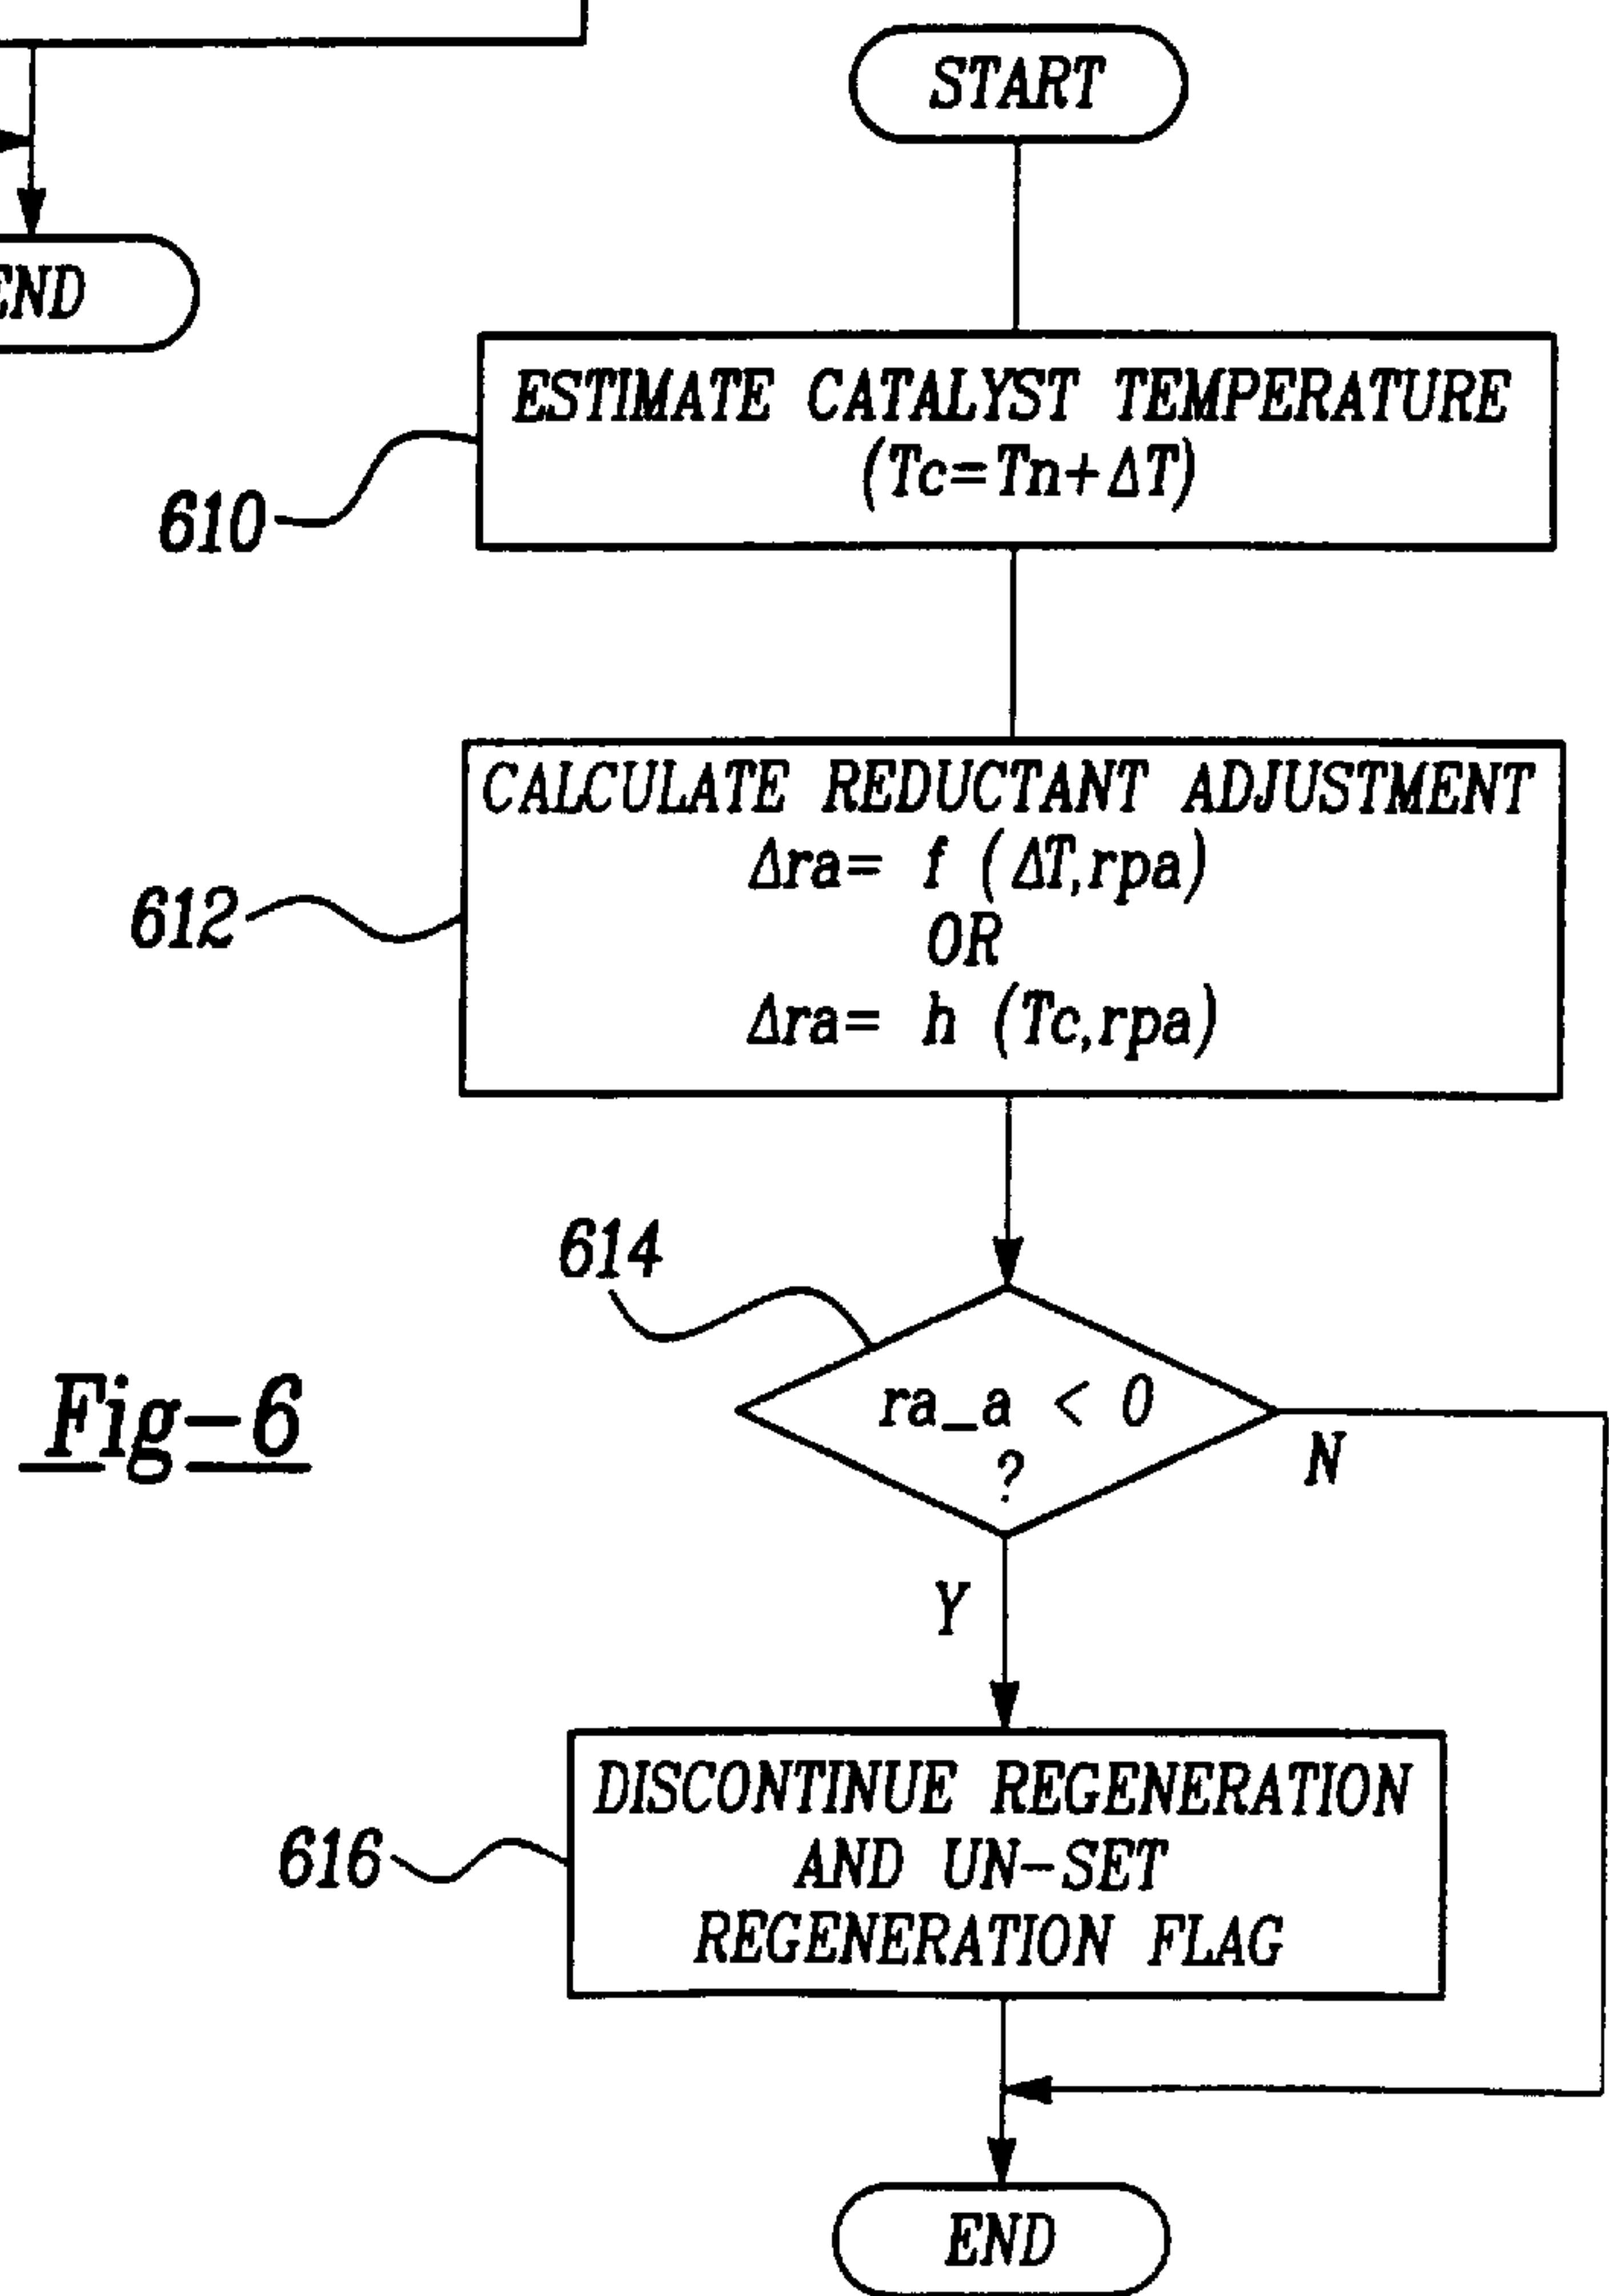 START
END
ESTIMATE CATALYST TEMPERATURE
(Tc=Tn+ΔT)
610
CALCULATE REDUCTANT ADJUSTMENT
Δra= f (ΔT,rpa)
OR
Δra= h (Tc,rpa)
612
614
ra_a < 0
?
N
Fig-6
Y
DISCONTINUE REGENERATION
AND UN-SET
REGENERATION FLAG
616
END